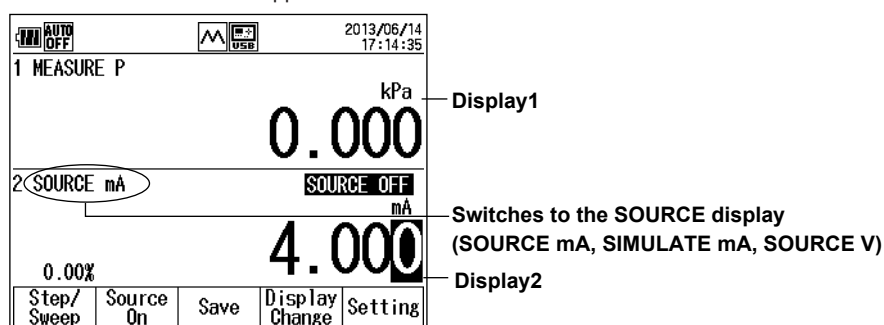 AUTO OFF USB 2013/06/14
17:14:35
1 MEASURE P
kPa
Display1
0.000
2 SOURCE mA SOURCE OFF
mA
Switches to the SOURCE display
(SOURCE mA, SIMULATE mA, SOURCE V)
4.000
0.00%
Display2
Step/ Sweep Source On Save Display Change Setting